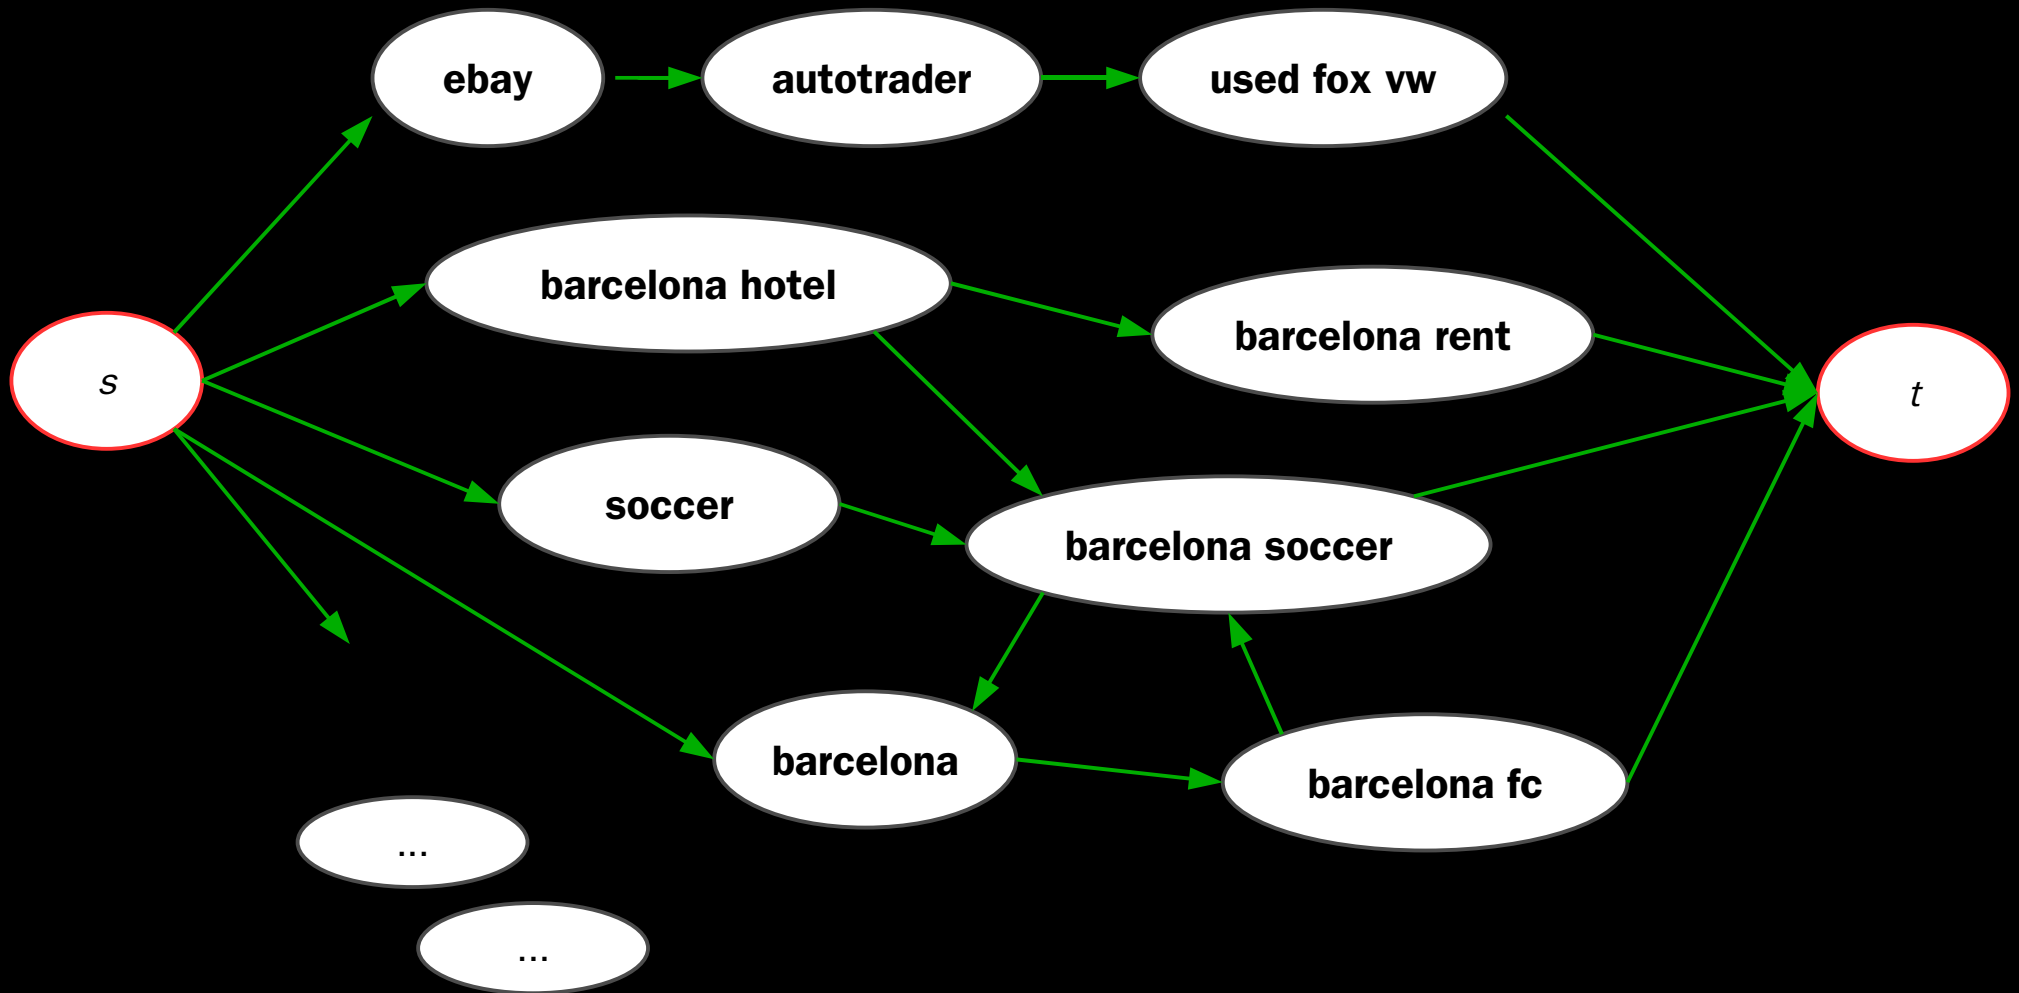 ebay
autotrader
used fox vw
barcelona hotel
barcelona rent
s
t
soccer
barcelona soccer
barcelona
barcelona fc
...
...